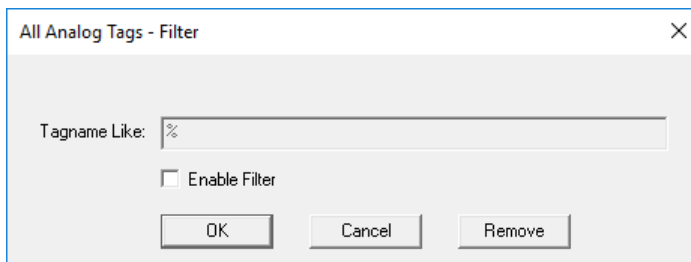 All Analog Tags - Filter
Tagname Like: %
Enable Filter
OK Cancel Remove